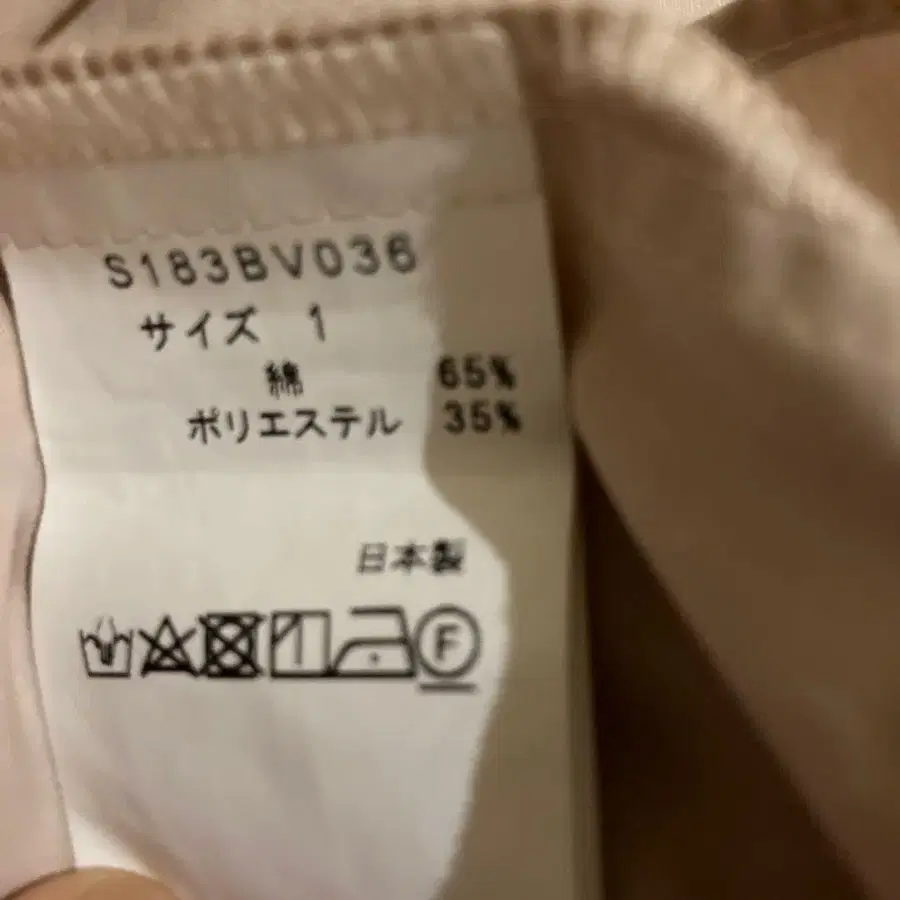 S183BV036
サイズ 1
綿 65%
ポリエステル 35%
日本製
F